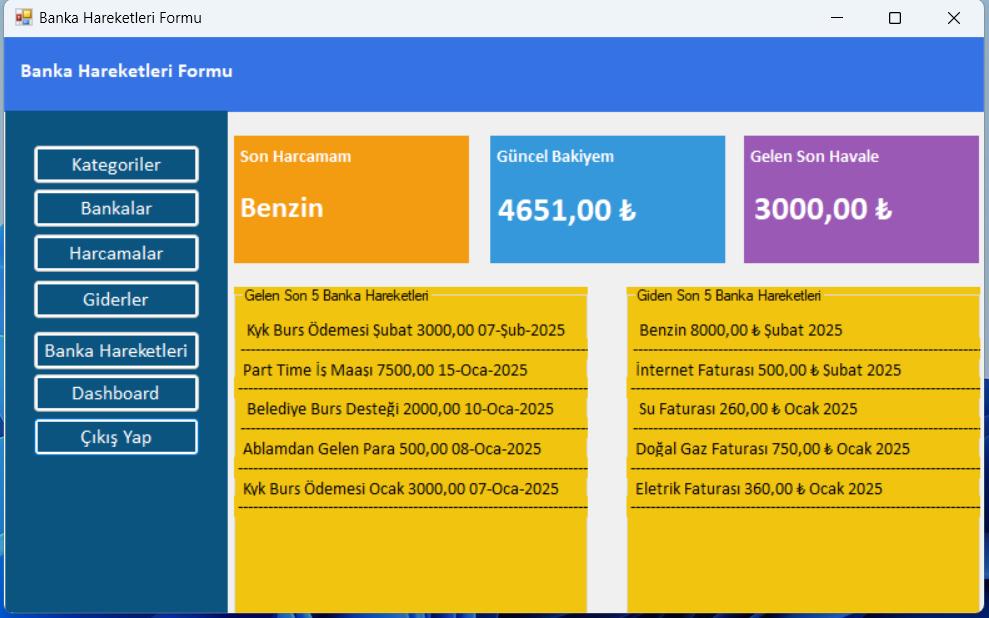 Banka Hareketleri Formu
Banka Hareketleri Formu
Kategoriler
Bankalar
Harcamalar
Giderler
Banka Hareketleri
Dashboard
Çıkış Yap
Son Harcamam
Benzin
Güncel Bakiyem
4651,00 ₺
Gelen Son Havale
3000,00 ₺
Gelen Son 5 Banka Hareketleri
Kyk Burs Ödemesi Şubat 3000,00 07-Şub-2025
Part Time İş Maaşı 7500,00 15-Oca-2025
Belediye Burs Desteği 2000,00 10-Oca-2025
Ablamdan Gelen Para 500,00 08-Oca-2025
Kyk Burs Ödemesi Ocak 3000,00 07-Oca-2025
Giden Son 5 Banka Hareketleri
Benzin 8000,00 ₺ Şubat 2025
İnternet Faturası 500,00 ₺ Şubat 2025
Su Faturası 260,00 ₺ Ocak 2025
Doğal Gaz Faturası 750,00 ₺ Ocak 2025
Eletrik Faturası 360,00 ₺ Ocak 2025